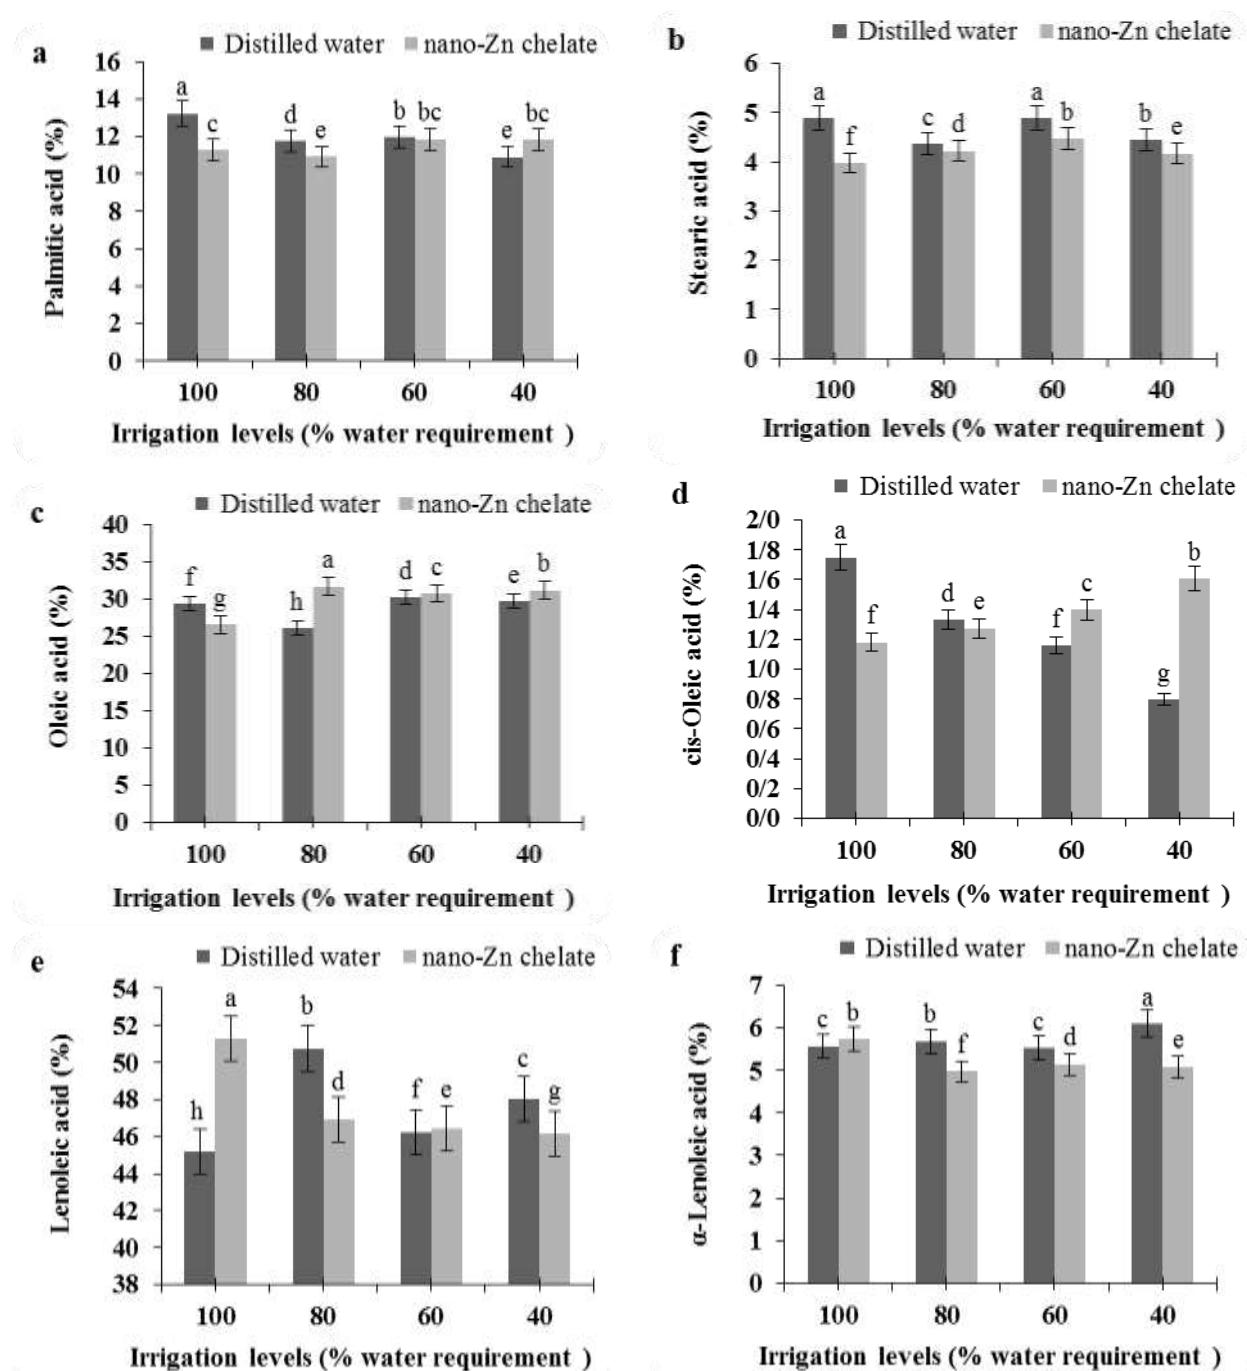 a
Distilled water nano-Zn chelate
16
14
12
10
8
6
4
2
0
Palmitic acid (%)
a c d e b bc e bc
100 80 60 40
Irrigation levels (% water requirement )
b
Distilled water nano-Zn chelate
6
5
4
3
2
1
0
Stearic acid (%)
a f c d a b b e
100 80 60 40
Irrigation levels (% water requirement )
c
Distilled water nano-Zn chelate
40
35
30
25
20
15
10
5
0
Oleic acid (%)
f g h a d c e b
100 80 60 40
Irrigation levels (% water requirement )
d
Distilled water nano-Zn chelate
2/0
1/8
1/6
1/4
1/2
1/0
0/8
0/6
0/4
0/2
0/0
cis-Oleic acid (%)
a f d e f c g b
100 80 60 40
Irrigation levels (% water requirement )
e
Distilled water nano-Zn chelate
54
52
50
48
46
44
42
40
38
Lenoleic acid (%)
h a b d f e c g
100 80 60 40
Irrigation levels (% water requirement )
f
Distilled water nano-Zn chelate
7
6
5
4
3
2
1
0
α-Lenoleic acid (%)
c b b f c d a e
100 80 60 40
Irrigation levels (% water requirement )